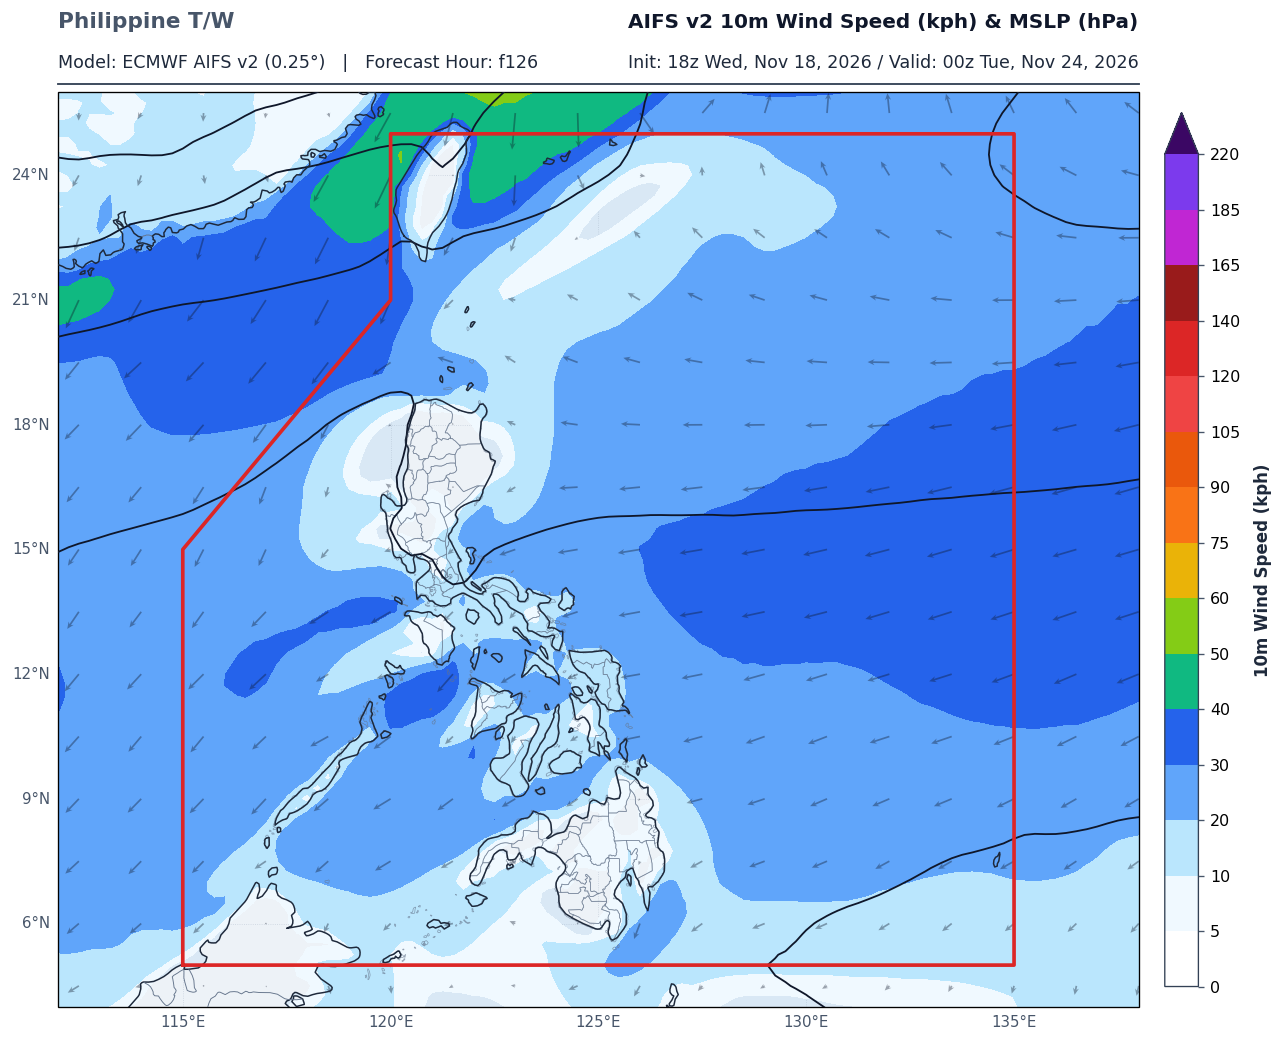 Philippine T/W
AIFS v2 10m Wind Speed (kph) & MSLP (hPa)
Model: ECMWF AIFS v2 (0.25°) | Forecast Hour: f126
Init: 18z Wed, Nov 18, 2026 / Valid: 00z Tue, Nov 24, 2026
24°N
21°N
18°N
15°N
12°N
9°N
6°N
115°E
120°E
125°E
130°E
135°E
220
185
165
140
120
105
90
75
60
50
40
30
20
10
5
0
10m Wind Speed (kph)